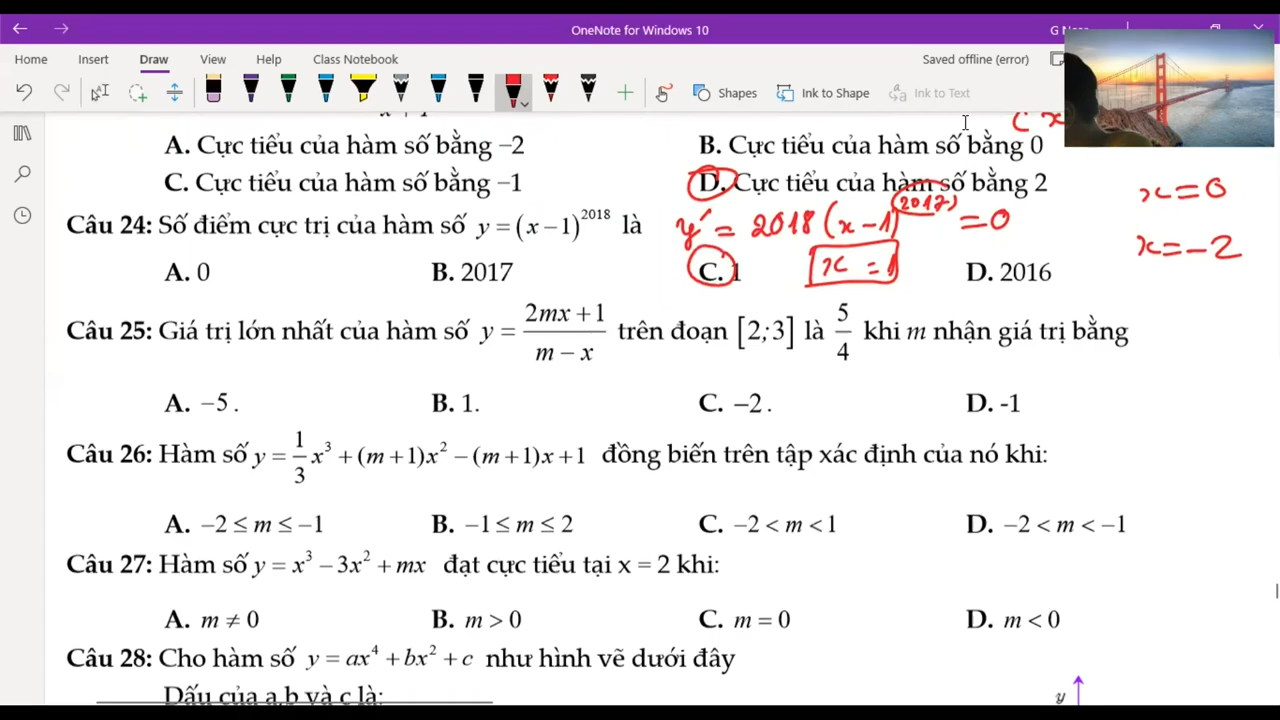 OneNote for Windows 10
Home Insert Draw View Help Class Notebook
Saved offline (error)
Shapes Ink to Shape Ink to Text
A. Cực tiểu của hàm số bằng −2 B. Cực tiểu của hàm số bằng 0
C. Cực tiểu của hàm số bằng −1 D. Cực tiểu của hàm số bằng 2
x = 0
Câu 24: Số điểm cực trị của hàm số y = (x − 1)^2018 là y' = 2018 (x − 1)^(2017) = 0
x = −2
A. 0 B. 2017 C. 1 x = 1 D. 2016
Câu 25: Giá trị lớn nhất của hàm số y = (2mx + 1)/(m − x) trên đoạn [2; 3] là 5/4 khi m nhận giá trị bằng
A. −5 . B. 1. C. −2 . D. -1
Câu 26: Hàm số y = 1/3 x^3 + (m + 1)x^2 − (m + 1)x + 1 đồng biến trên tập xác định của nó khi:
A. −2 ≤ m ≤ −1 B. −1 ≤ m ≤ 2 C. −2 < m < 1 D. −2 < m < −1
Câu 27: Hàm số y = x^3 − 3x^2 + mx đạt cực tiểu tại x = 2 khi:
A. m ≠ 0 B. m > 0 C. m = 0 D. m < 0
Câu 28: Cho hàm số y = ax^4 + bx^2 + c như hình vẽ dưới đây
Dấu của a,b và c là:
y